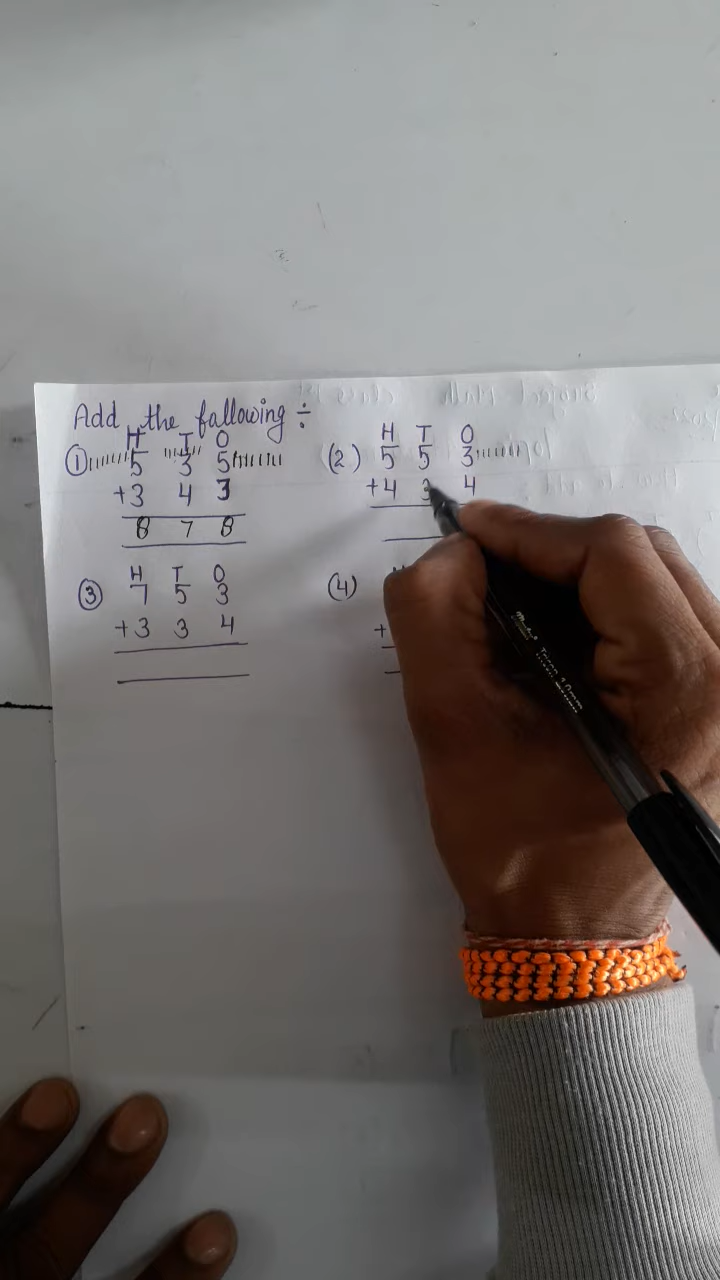 Add the fallowing ÷
① H T O
5 3 5
+3 4 3
8 7 8
(2) H T O
5 5 3
+4 3 4
③ H T O
7 5 3
+3 3 4
(4)
+